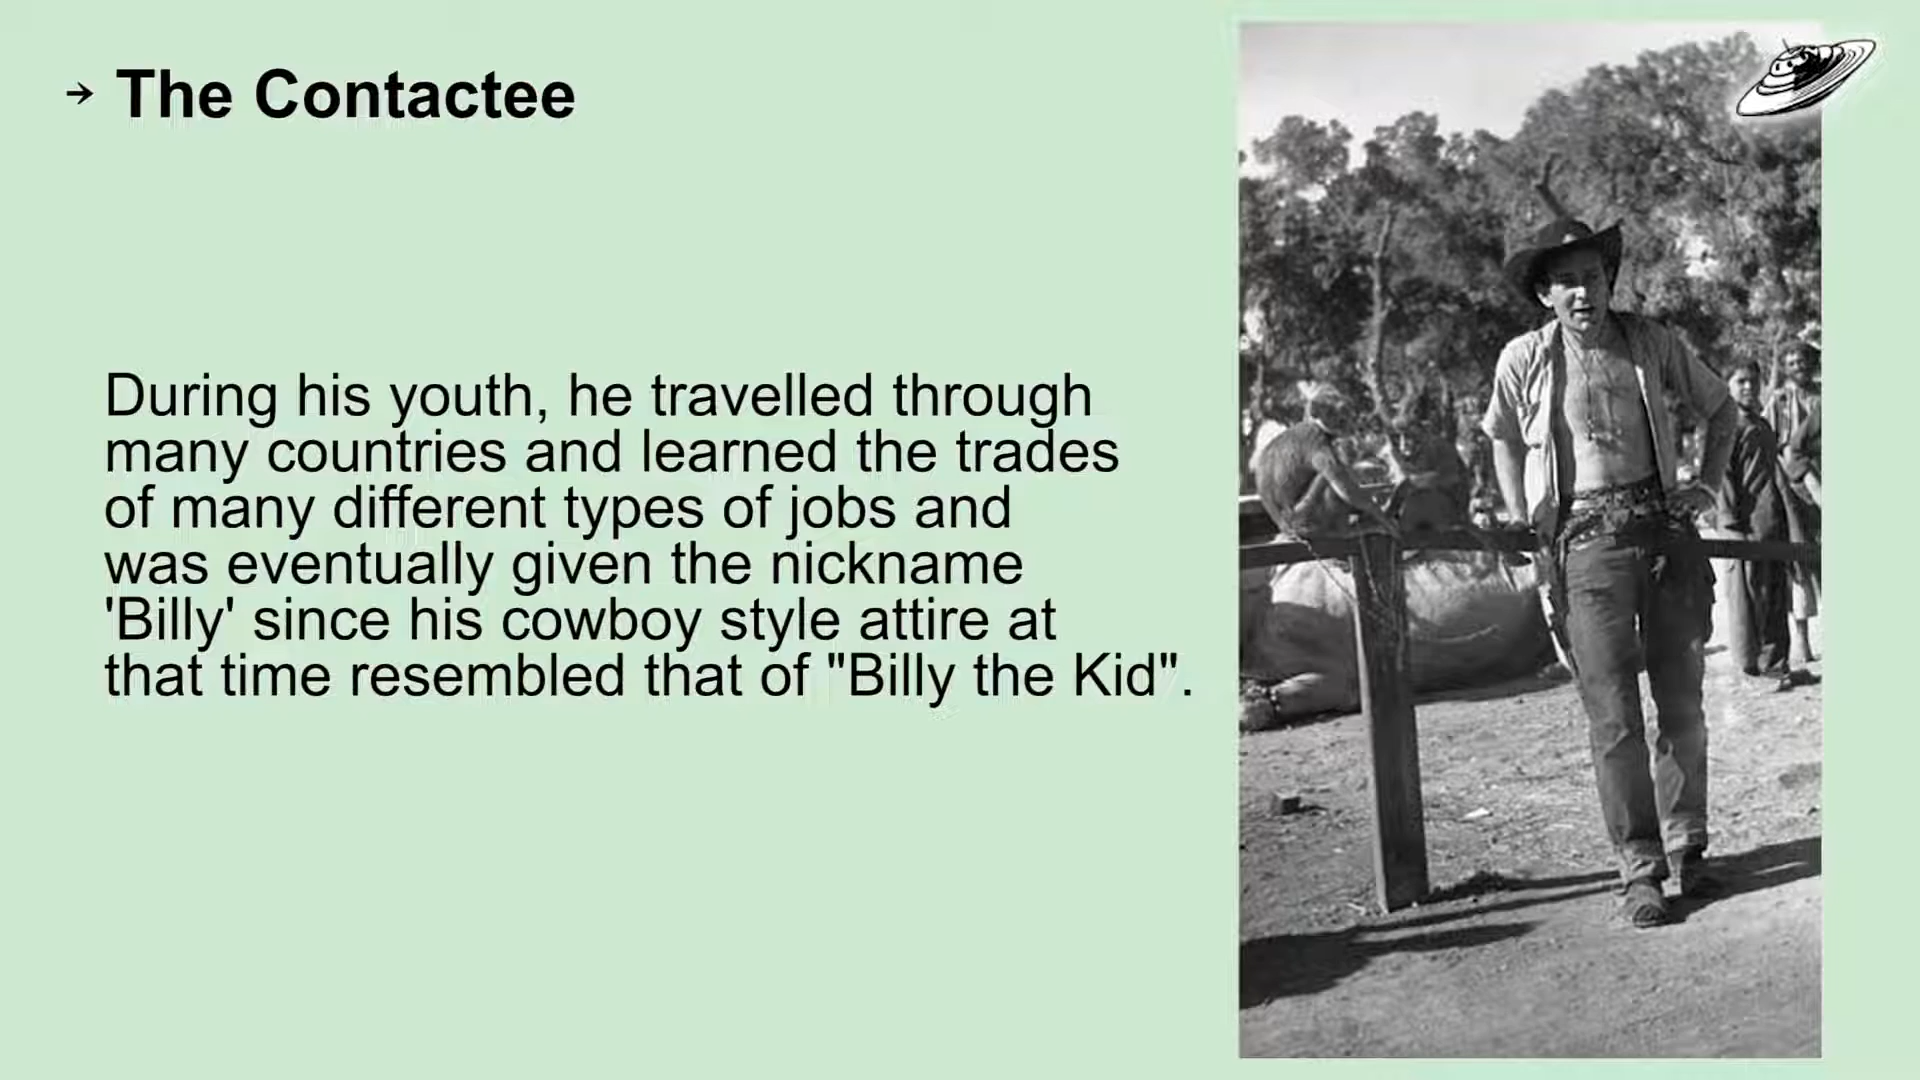 → The Contactee
During his youth, he travelled through
many countries and learned the trades
of many different types of jobs and
was eventually given the nickname
'Billy' since his cowboy style attire at
that time resembled that of "Billy the Kid".